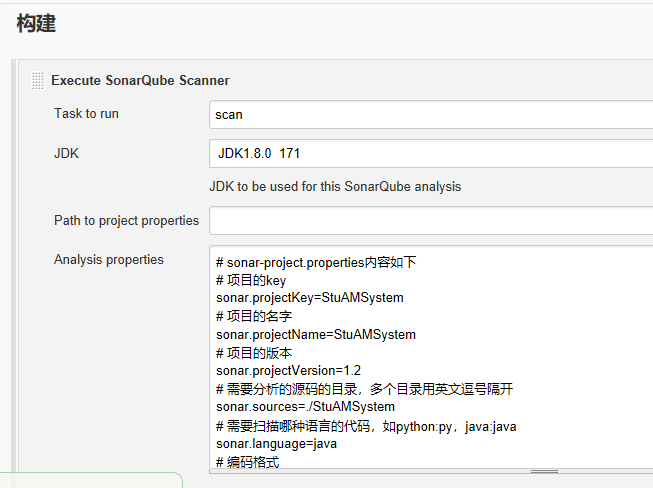 构建
Execute SonarQube Scanner
Task to run
scan
JDK
JDK1.8.0 171
JDK to be used for this SonarQube analysis
Path to project properties
Analysis properties
# sonar-project.properties内容如下
# 项目的key
sonar.projectKey=StuAMSystem
# 项目的名字
sonar.projectName=StuAMSystem
# 项目的版本
sonar.projectVersion=1.2
# 需要分析的源码的目录，多个目录用英文逗号隔开
sonar.sources=./StuAMSystem
# 需要扫描哪种语言的代码，如python:py，java:java
sonar.language=java
# 编码格式